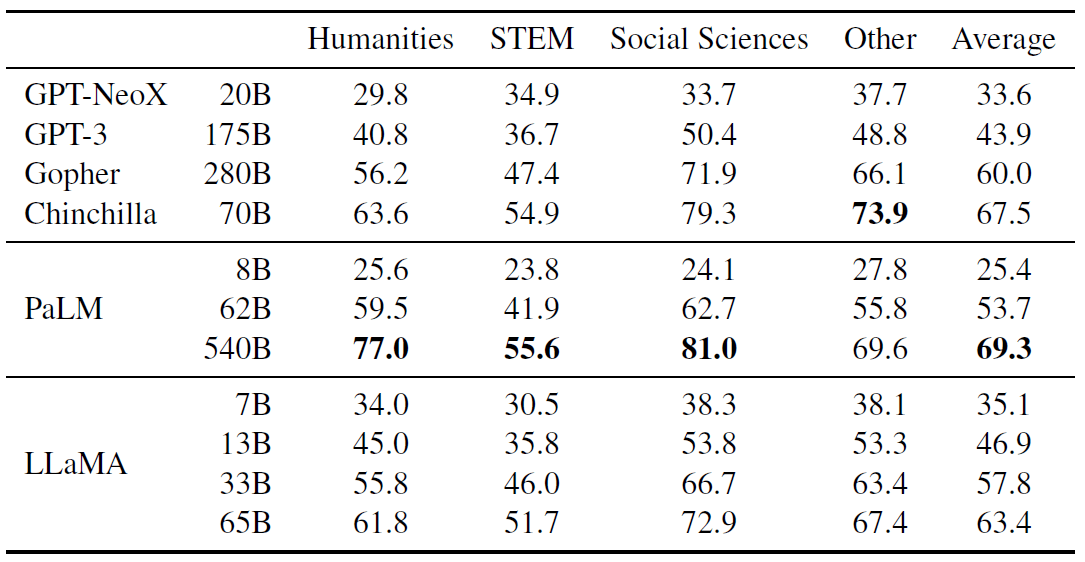 Humanities STEM Social Sciences Other Average
GPT-NeoX 20B 29.8 34.9 33.7 37.7 33.6
GPT-3 175B 40.8 36.7 50.4 48.8 43.9
Gopher 280B 56.2 47.4 71.9 66.1 60.0
Chinchilla 70B 63.6 54.9 79.3 73.9 67.5
8B 25.6 23.8 24.1 27.8 25.4
PaLM 62B 59.5 41.9 62.7 55.8 53.7
540B 77.0 55.6 81.0 69.6 69.3
7B 34.0 30.5 38.3 38.1 35.1
13B 45.0 35.8 53.8 53.3 46.9
LLaMA
33B 55.8 46.0 66.7 63.4 57.8
65B 61.8 51.7 72.9 67.4 63.4